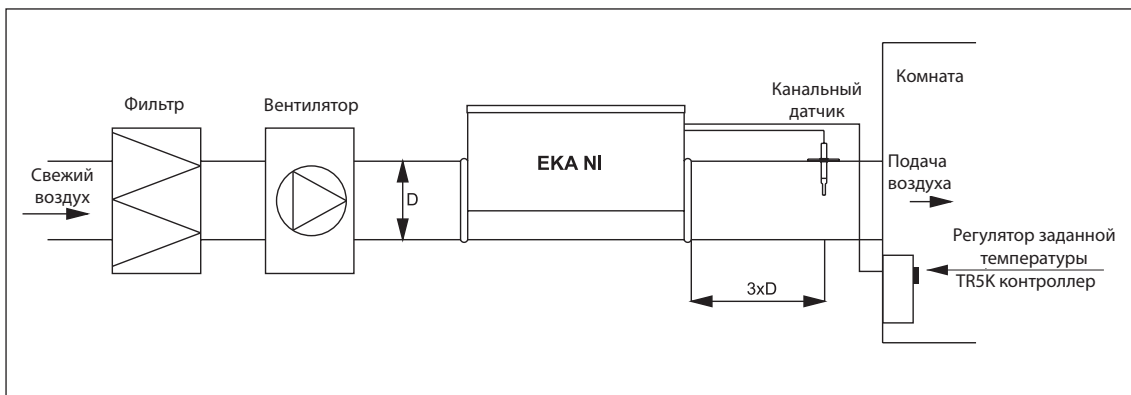 Комната
Канальный
датчик
Фильтр
Вентилятор
EKA NI
Свежий
воздух
D
Подача
воздуха
Регулятор заданной
температуры
TR5K контроллер
3xD